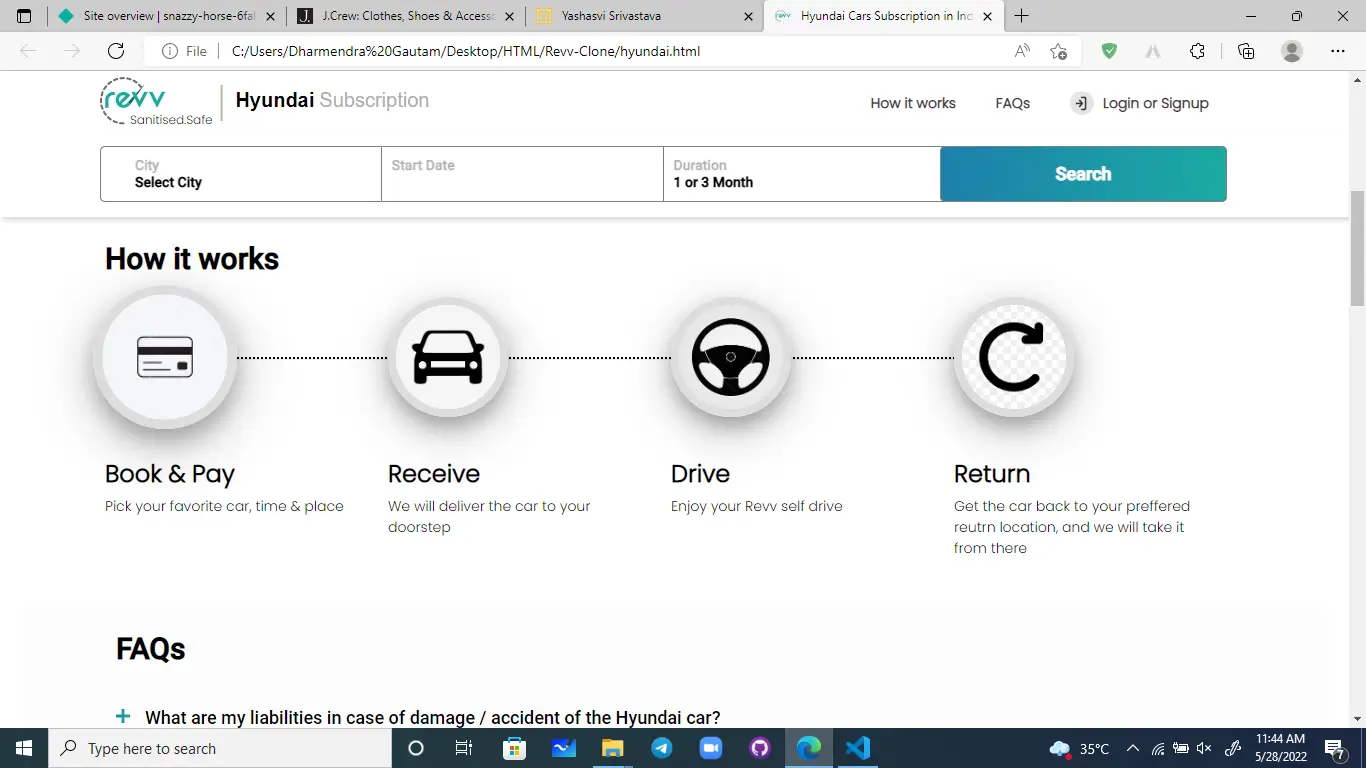 Site overview | snazzy-horse-6fa
J.Crew: Clothes, Shoes & Accesso
Yashasvi Srivastava
revv
Hyundai Cars Subscription in Ind
File
C:/Users/Dharmendra%20Gautam/Desktop/HTML/Revv-Clone/hyundai.html
revv
Sanitised.Safe
Hyundai Subscription
How it works
FAQs
Login or Signup
City
Select City
Start Date
Duration
1 or 3 Month
Search
How it works
Book & Pay
Pick your favorite car, time & place
Receive
We will deliver the car to your
doorstep
Drive
Enjoy your Revv self drive
Return
Get the car back to your preffered
reutrn location, and we will take it
from there
FAQs
+ What are my liabilities in case of damage / accident of the Hyundai car?
Type here to search
35°C
11:44 AM
5/28/2022
7